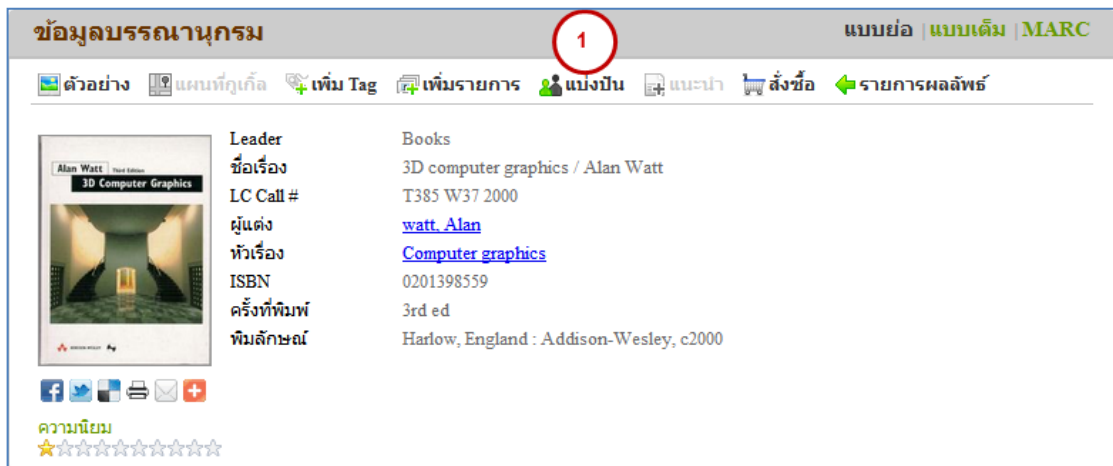 ข้อมูลบรรณานุกรม 1 แบบย่อ |แบบเต็ม |MARC
ตัวอย่าง แผนที่กูเกิ้ล เพิ่ม Tag เพิ่มรายการ แบ่งปัน แนะนำ สั่งซื้อ รายการผลลัพธ์
Alan Watt Third Edition
3D Computer Graphics
Leader Books
ชื่อเรื่อง 3D computer graphics / Alan Watt
LC Call # T385 W37 2000
ผู้แต่ง watt, Alan
หัวเรื่อง Computer graphics
ISBN 0201398559
ครั้งที่พิมพ์ 3rd ed
พิมลักษณ์ Harlow, England : Addison-Wesley, c2000
ความนิยม